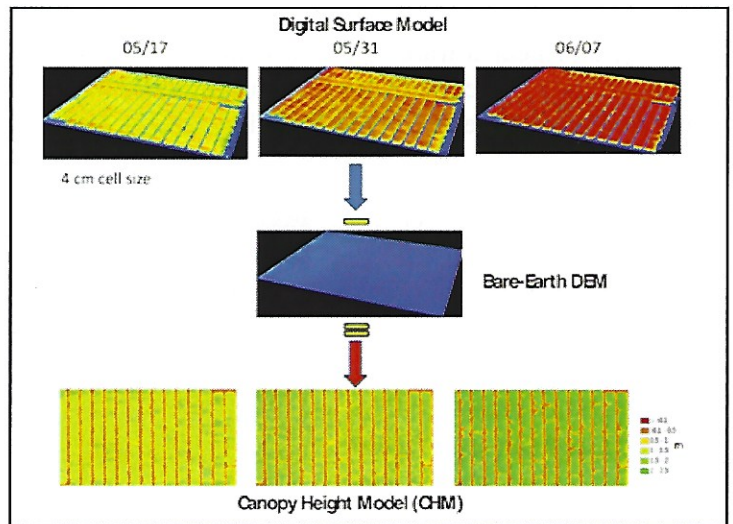 Digital Surface Model
05/17 05/31 06/07
4 cm cell size
Bare-Earth DEM
m
Canopy Height Model (CHM)